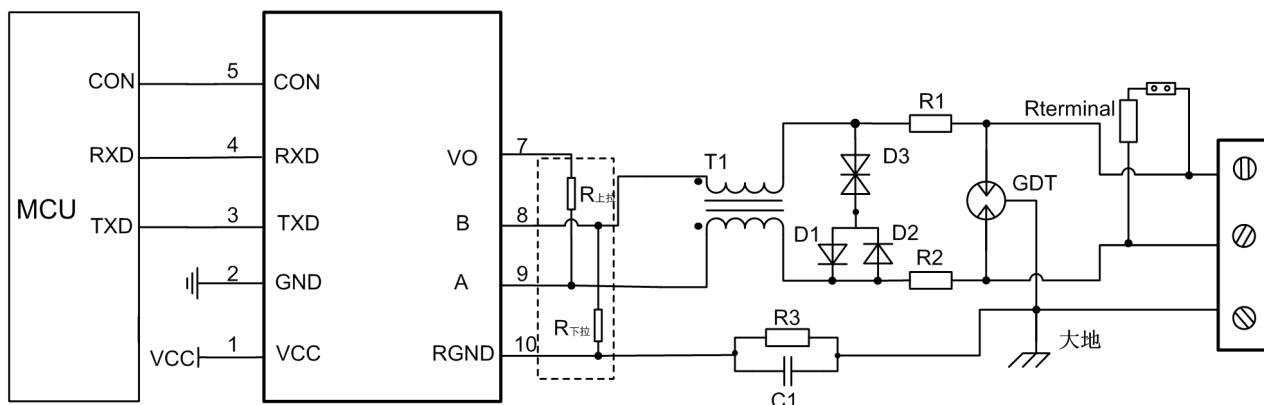 MCU
CON
RXD
TXD
5
4
3
2
1
VCC
CON
RXD
TXD
GND
VCC
VO
B
A
RGND
7
8
9
10
R上拉
R下拉
T1
D3
D1
D2
R1
R2
GDT
Rterminal
R3
C1
大地